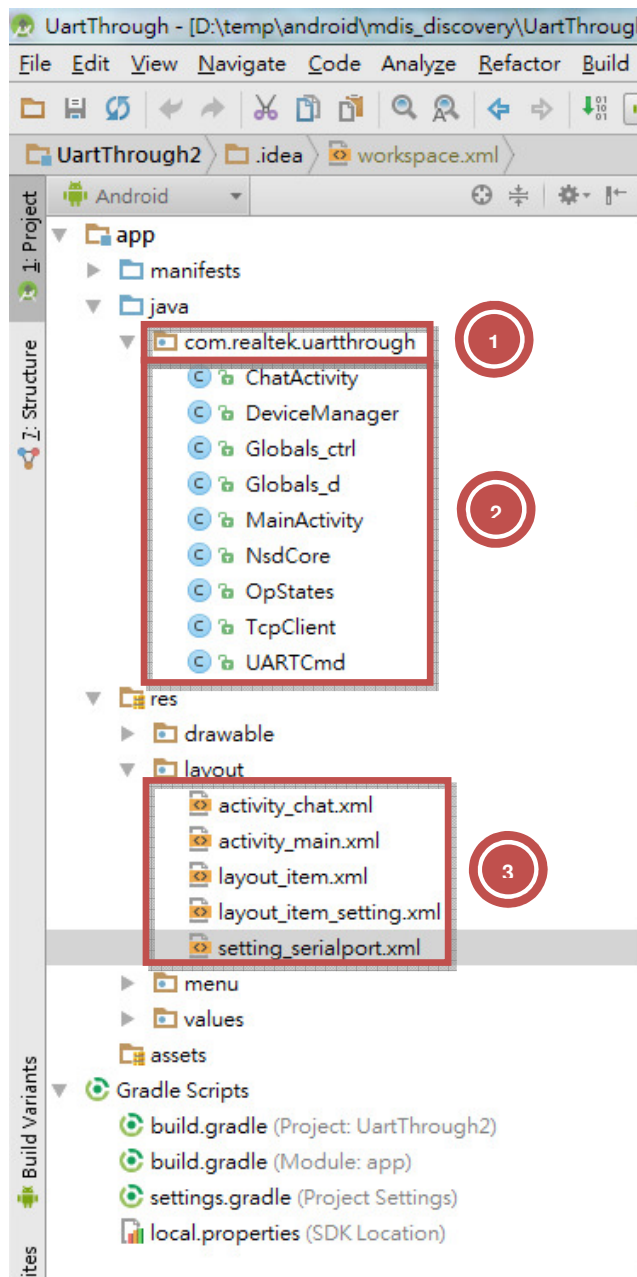 UartThrough - [D:\temp\android\mdis_discovery\UartThrough
File Edit View Navigate Code Analyze Refactor Build
UartThrough2 .idea workspace.xml
1: Project
Android
app
manifests
java
com.realtek.uartthrough
1
ChatActivity
DeviceManager
Globals_ctrl
Globals_d
MainActivity
NsdCore
OpStates
TcpClient
UARTCmd
2
7: Structure
res
drawable
layout
activity_chat.xml
activity_main.xml
layout_item.xml
layout_item_setting.xml
setting_serialport.xml
3
menu
values
assets
Gradle Scripts
build.gradle (Project: UartThrough2)
build.gradle (Module: app)
settings.gradle (Project Settings)
local.properties (SDK Location)
Build Variants
ites